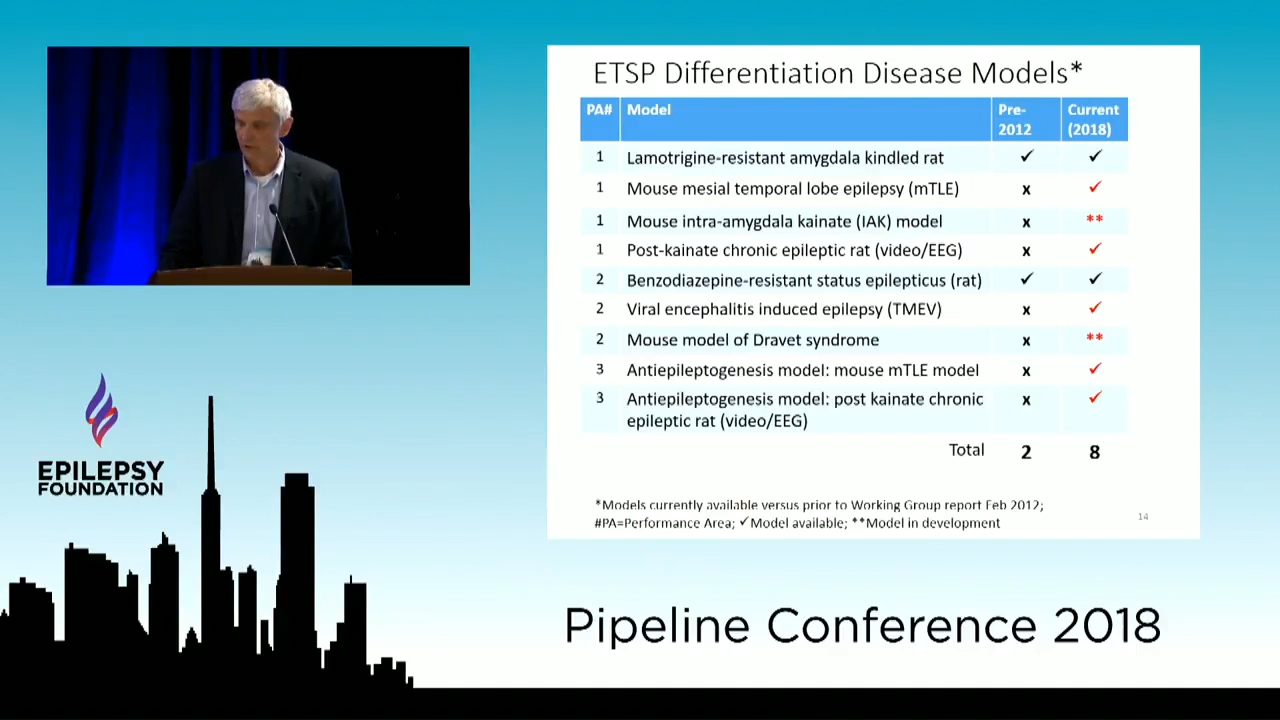 ETSP Differentiation Disease Models*
PA# Model Pre-2012 Current (2018)
1 Lamotrigine-resistant amygdala kindled rat ✓ ✓
1 Mouse mesial temporal lobe epilepsy (mTLE) x ✓
1 Mouse intra-amygdala kainate (IAK) model x **
1 Post-kainate chronic epileptic rat (video/EEG) x ✓
2 Benzodiazepine-resistant status epilepticus (rat) ✓ ✓
2 Viral encephalitis induced epilepsy (TMEV) x ✓
2 Mouse model of Dravet syndrome x **
3 Antiepileptogenesis model: mouse mTLE model x ✓
3 Antiepileptogenesis model: post kainate chronic x ✓
epileptic rat (video/EEG)
Total 2 8
*Models currently available versus prior to Working Group report Feb 2012;
#PA=Performance Area; ✓Model available; **Model in development
14
EPILEPSY
FOUNDATION
Pipeline Conference 2018